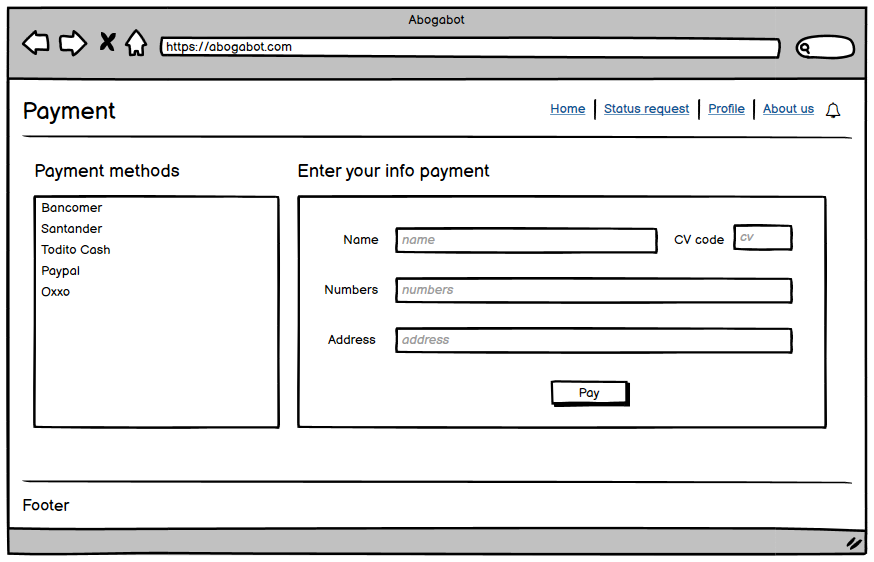 Abogabot
https://abogabot.com
Payment
Home Status request Profile About us
Payment methods
Enter your info payment
Bancomer
Santander
Todito Cash
Paypal
Oxxo
Name name CV code cv
Numbers numbers
Address address
Pay
Footer